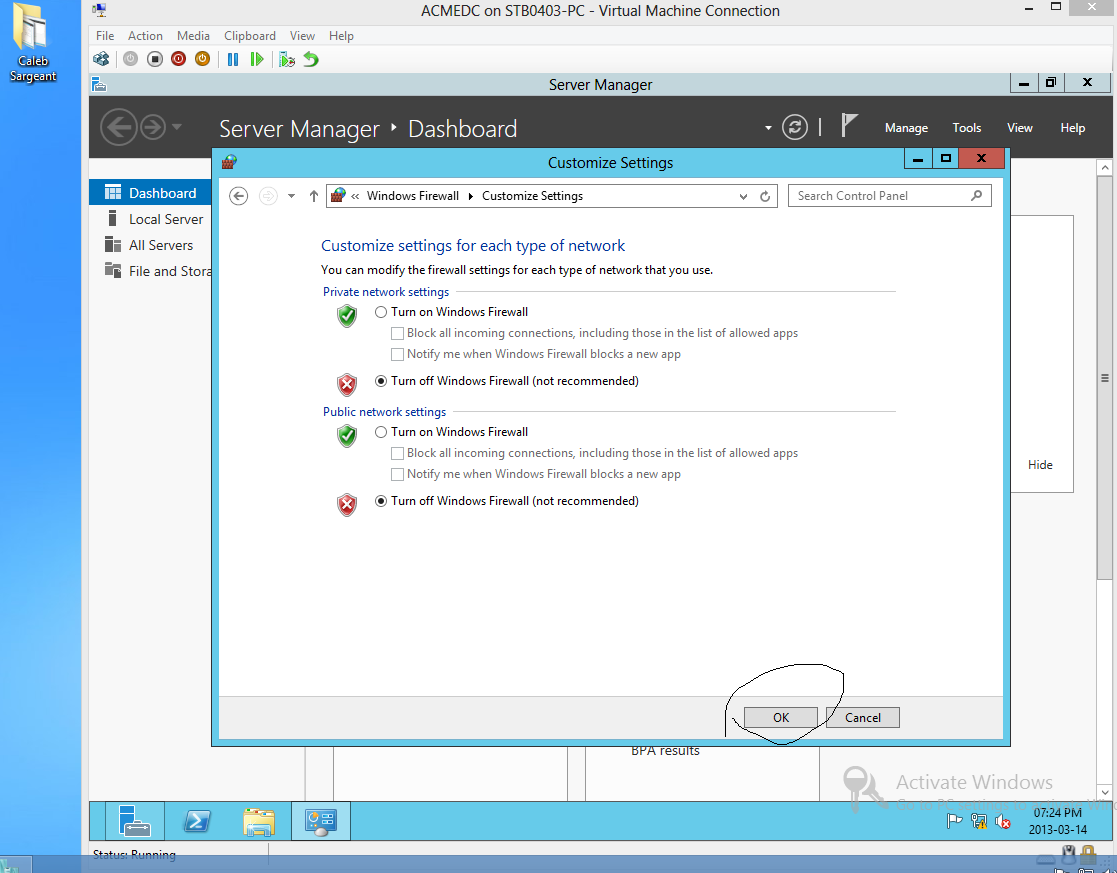 ACMEDC on STB0403-PC - Virtual Machine Connection
Caleb
Sargeant
File Action Media Clipboard View Help
Server Manager
Server Manager Dashboard
Manage Tools View Help
Customize Settings
Dashboard
Local Server
All Servers
File and Stora
« Windows Firewall Customize Settings
Search Control Panel
Customize settings for each type of network
You can modify the firewall settings for each type of network that you use.
Private network settings
Turn on Windows Firewall
Block all incoming connections, including those in the list of allowed apps
Notify me when Windows Firewall blocks a new app
Turn off Windows Firewall (not recommended)
Public network settings
Turn on Windows Firewall
Block all incoming connections, including those in the list of allowed apps
Notify me when Windows Firewall blocks a new app
Turn off Windows Firewall (not recommended)
Hide
OK Cancel
BPA results
Activate Windows
07:24 PM
2013-03-14
Status: Running